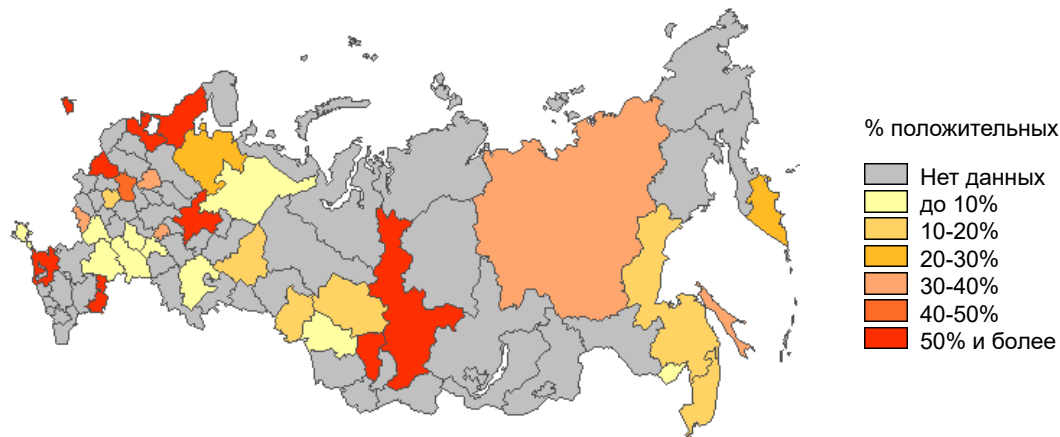 % положительных
Нет данных
до 10%
10-20%
20-30%
30-40%
40-50%
50% и более